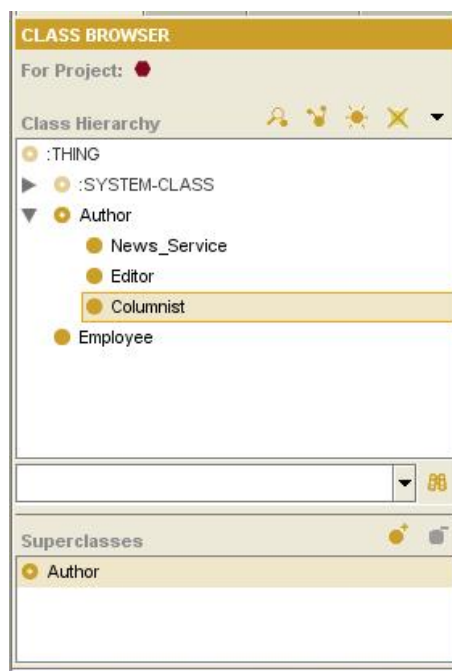 CLASS BROWSER
For Project:
Class Hierarchy
:THING
:SYSTEM-CLASS
Author
News_Service
Editor
Columnist
Employee
Superclasses
Author